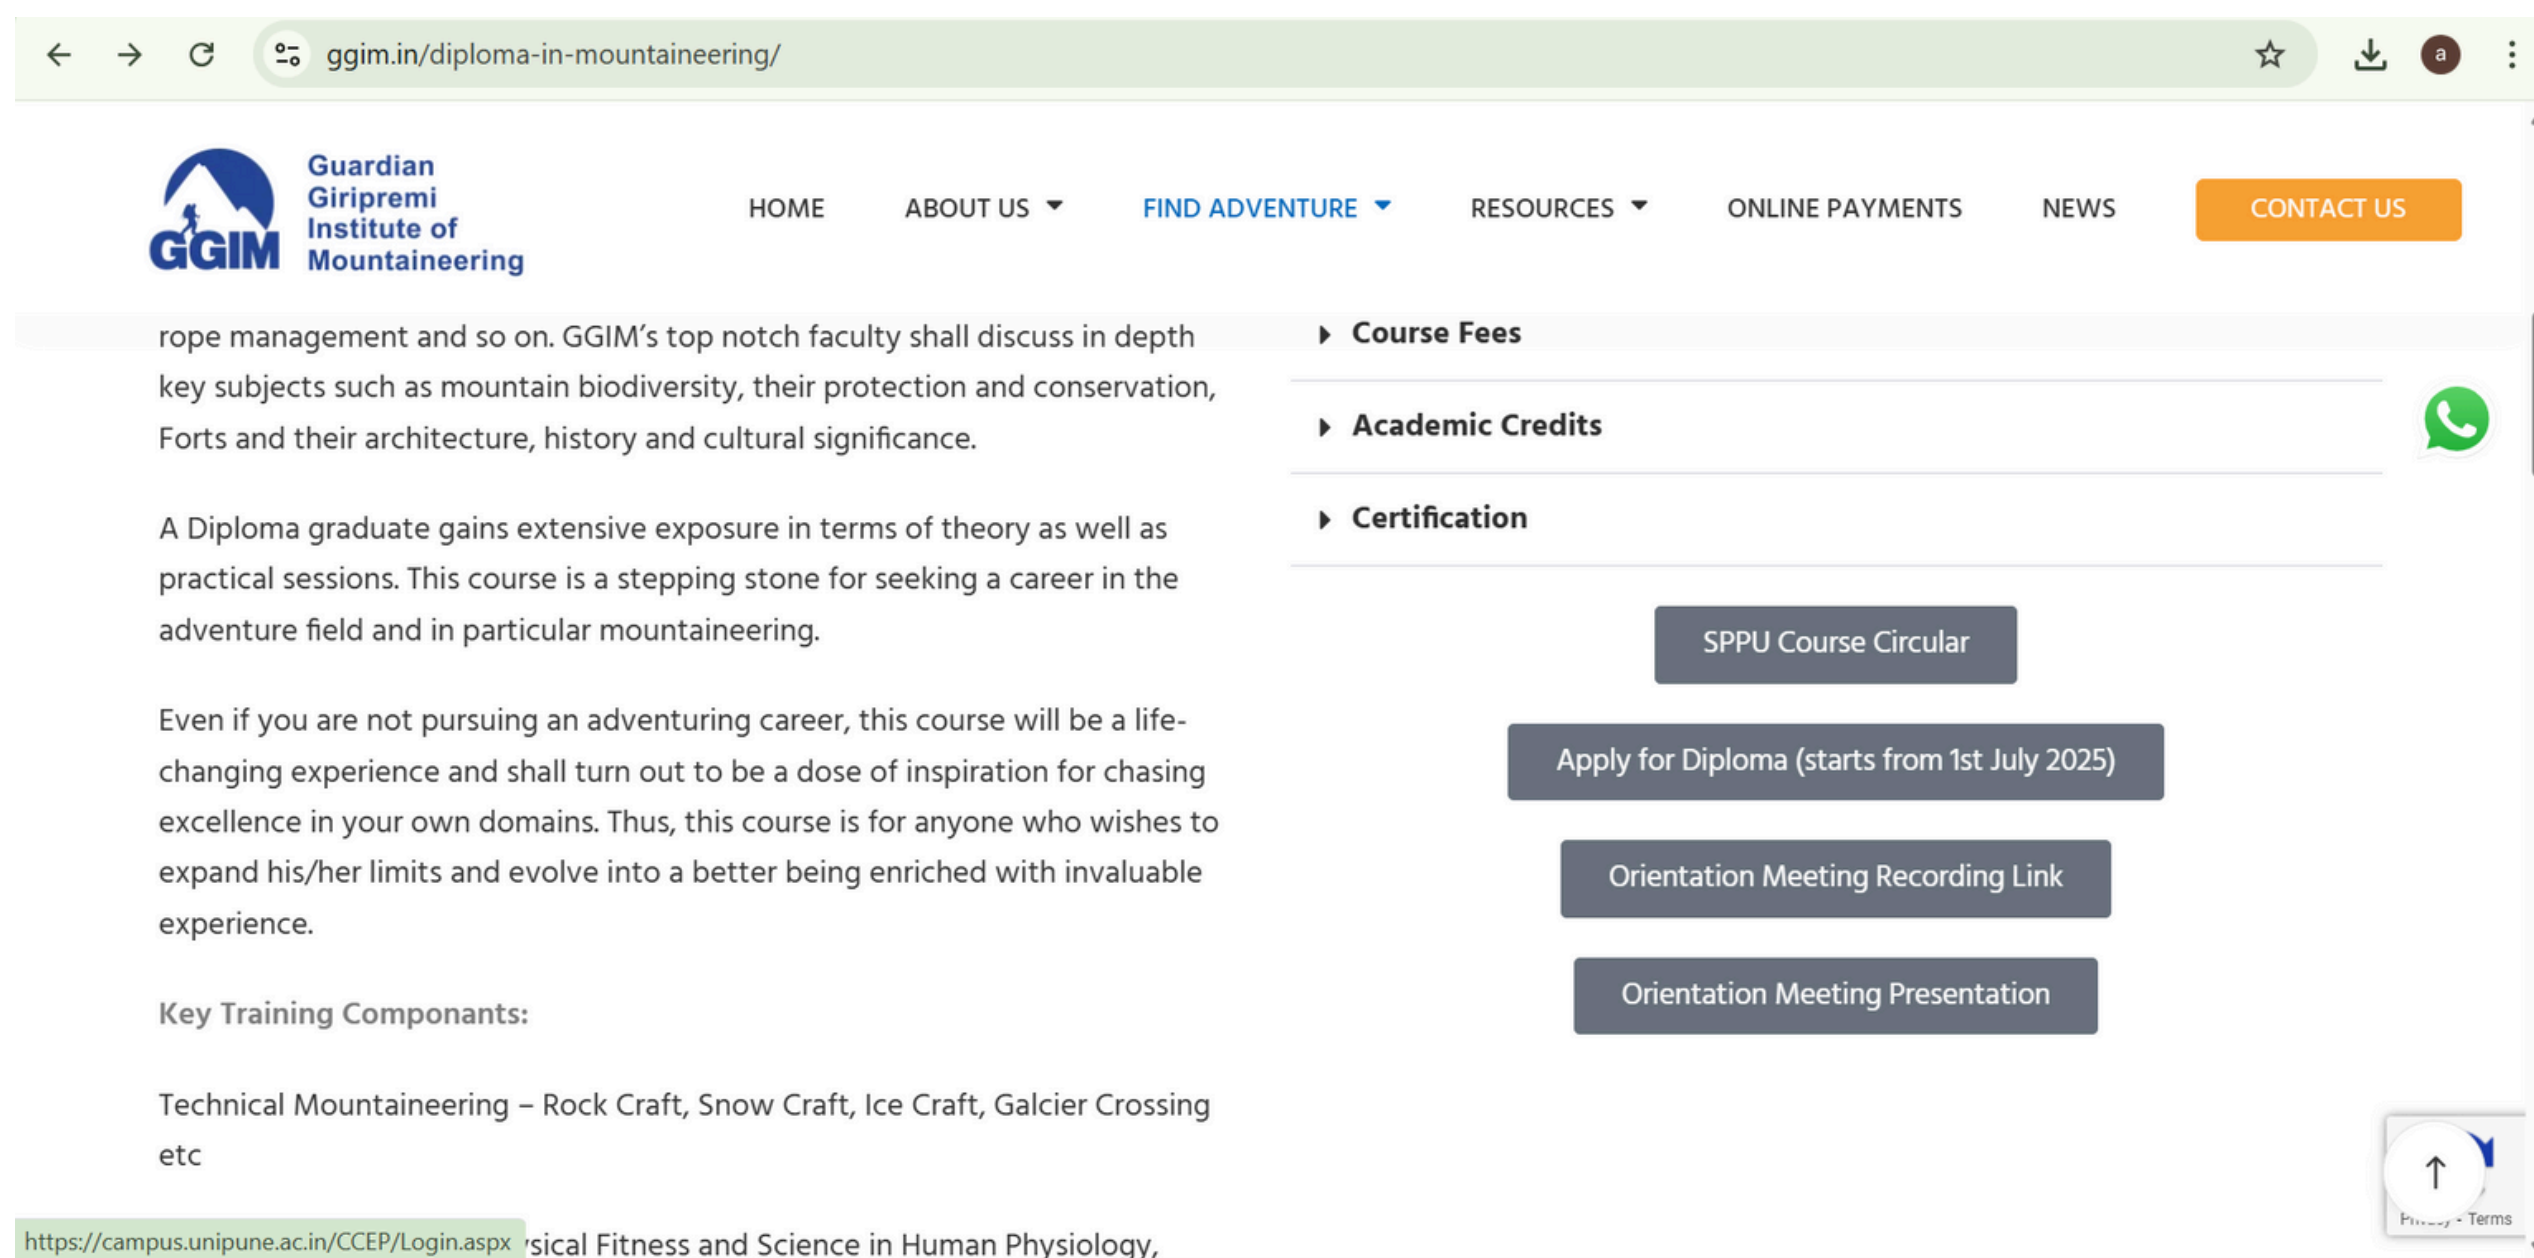 ggim.in/diploma-in-mountaineering/
a
GGIM
Guardian
Giripremi
Institute of
Mountaineering
HOME
ABOUT US
FIND ADVENTURE
RESOURCES
ONLINE PAYMENTS
NEWS
CONTACT US
rope management and so on. GGIM’s top notch faculty shall discuss in depth
key subjects such as mountain biodiversity, their protection and conservation,
Forts and their architecture, history and cultural significance.
A Diploma graduate gains extensive exposure in terms of theory as well as
practical sessions. This course is a stepping stone for seeking a career in the
adventure field and in particular mountaineering.
Even if you are not pursuing an adventuring career, this course will be a life-
changing experience and shall turn out to be a dose of inspiration for chasing
excellence in your own domains. Thus, this course is for anyone who wishes to
expand his/her limits and evolve into a better being enriched with invaluable
experience.
Key Training Componants:
Technical Mountaineering – Rock Craft, Snow Craft, Ice Craft, Galcier Crossing
etc
Fitness and Science in Human Physiology,
Course Fees
Academic Credits
Certification
SPPU Course Circular
Apply for Diploma (starts from 1st July 2025)
Orientation Meeting Recording Link
Orientation Meeting Presentation
- Terms
https://campus.unipune.ac.in/CCEP/Login.aspx